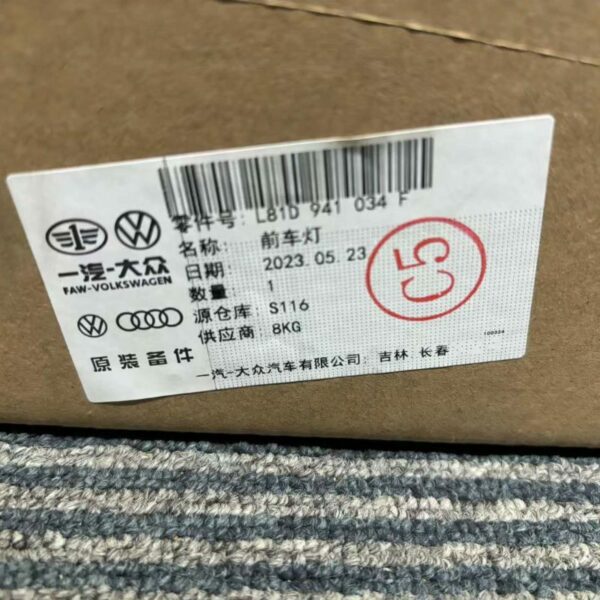 零件号: L81D 941 034 F
名称: 前车灯
日期: 2023.05.23
数量: 1
源仓库: S116
供应商: 8KG
一汽-大众
FAW-VOLKSWAGEN
原装备件
C5
100334
一汽-大众汽车有限公司: 吉林 长春